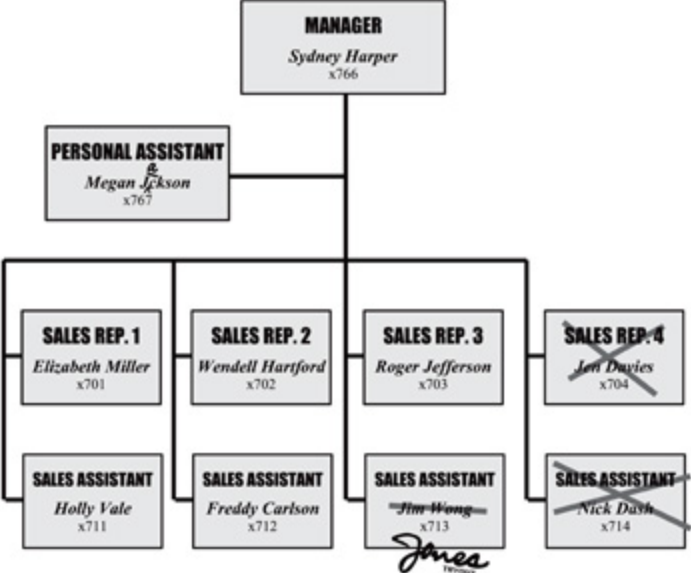 MANAGER
Sydney Harper
x766
PERSONAL ASSISTANT
a
Megan Jckson
x767
SALES REP. 1
Elizabeth Miller
x701
SALES REP. 2
Wendell Hartford
x702
SALES REP. 3
Roger Jefferson
x703
SALES REP. 4
Jen Davies
x704
SALES ASSISTANT
Holly Vale
x711
SALES ASSISTANT
Freddy Carlson
x712
SALES ASSISTANT
Jim Wong
x713
Jones
SALES ASSISTANT
Nick Dash
x714